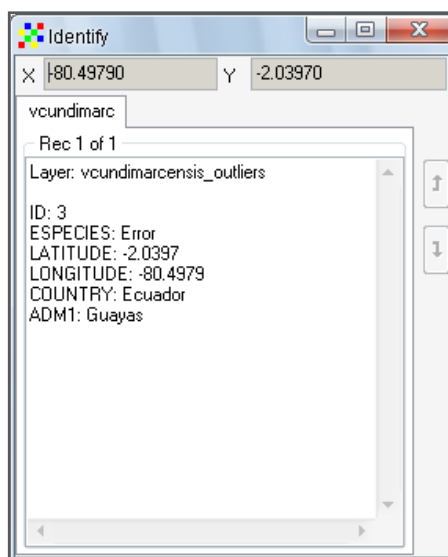 Identify
X -80.49790 Y -2.03970
vcundimarc
Rec 1 of 1
Layer: vcundimarcensis_outliers
ID: 3
ESPECIES: Error
LATITUDE: -2.0397
LONGITUDE: -80.4979
COUNTRY: Ecuador
ADM1: Guayas